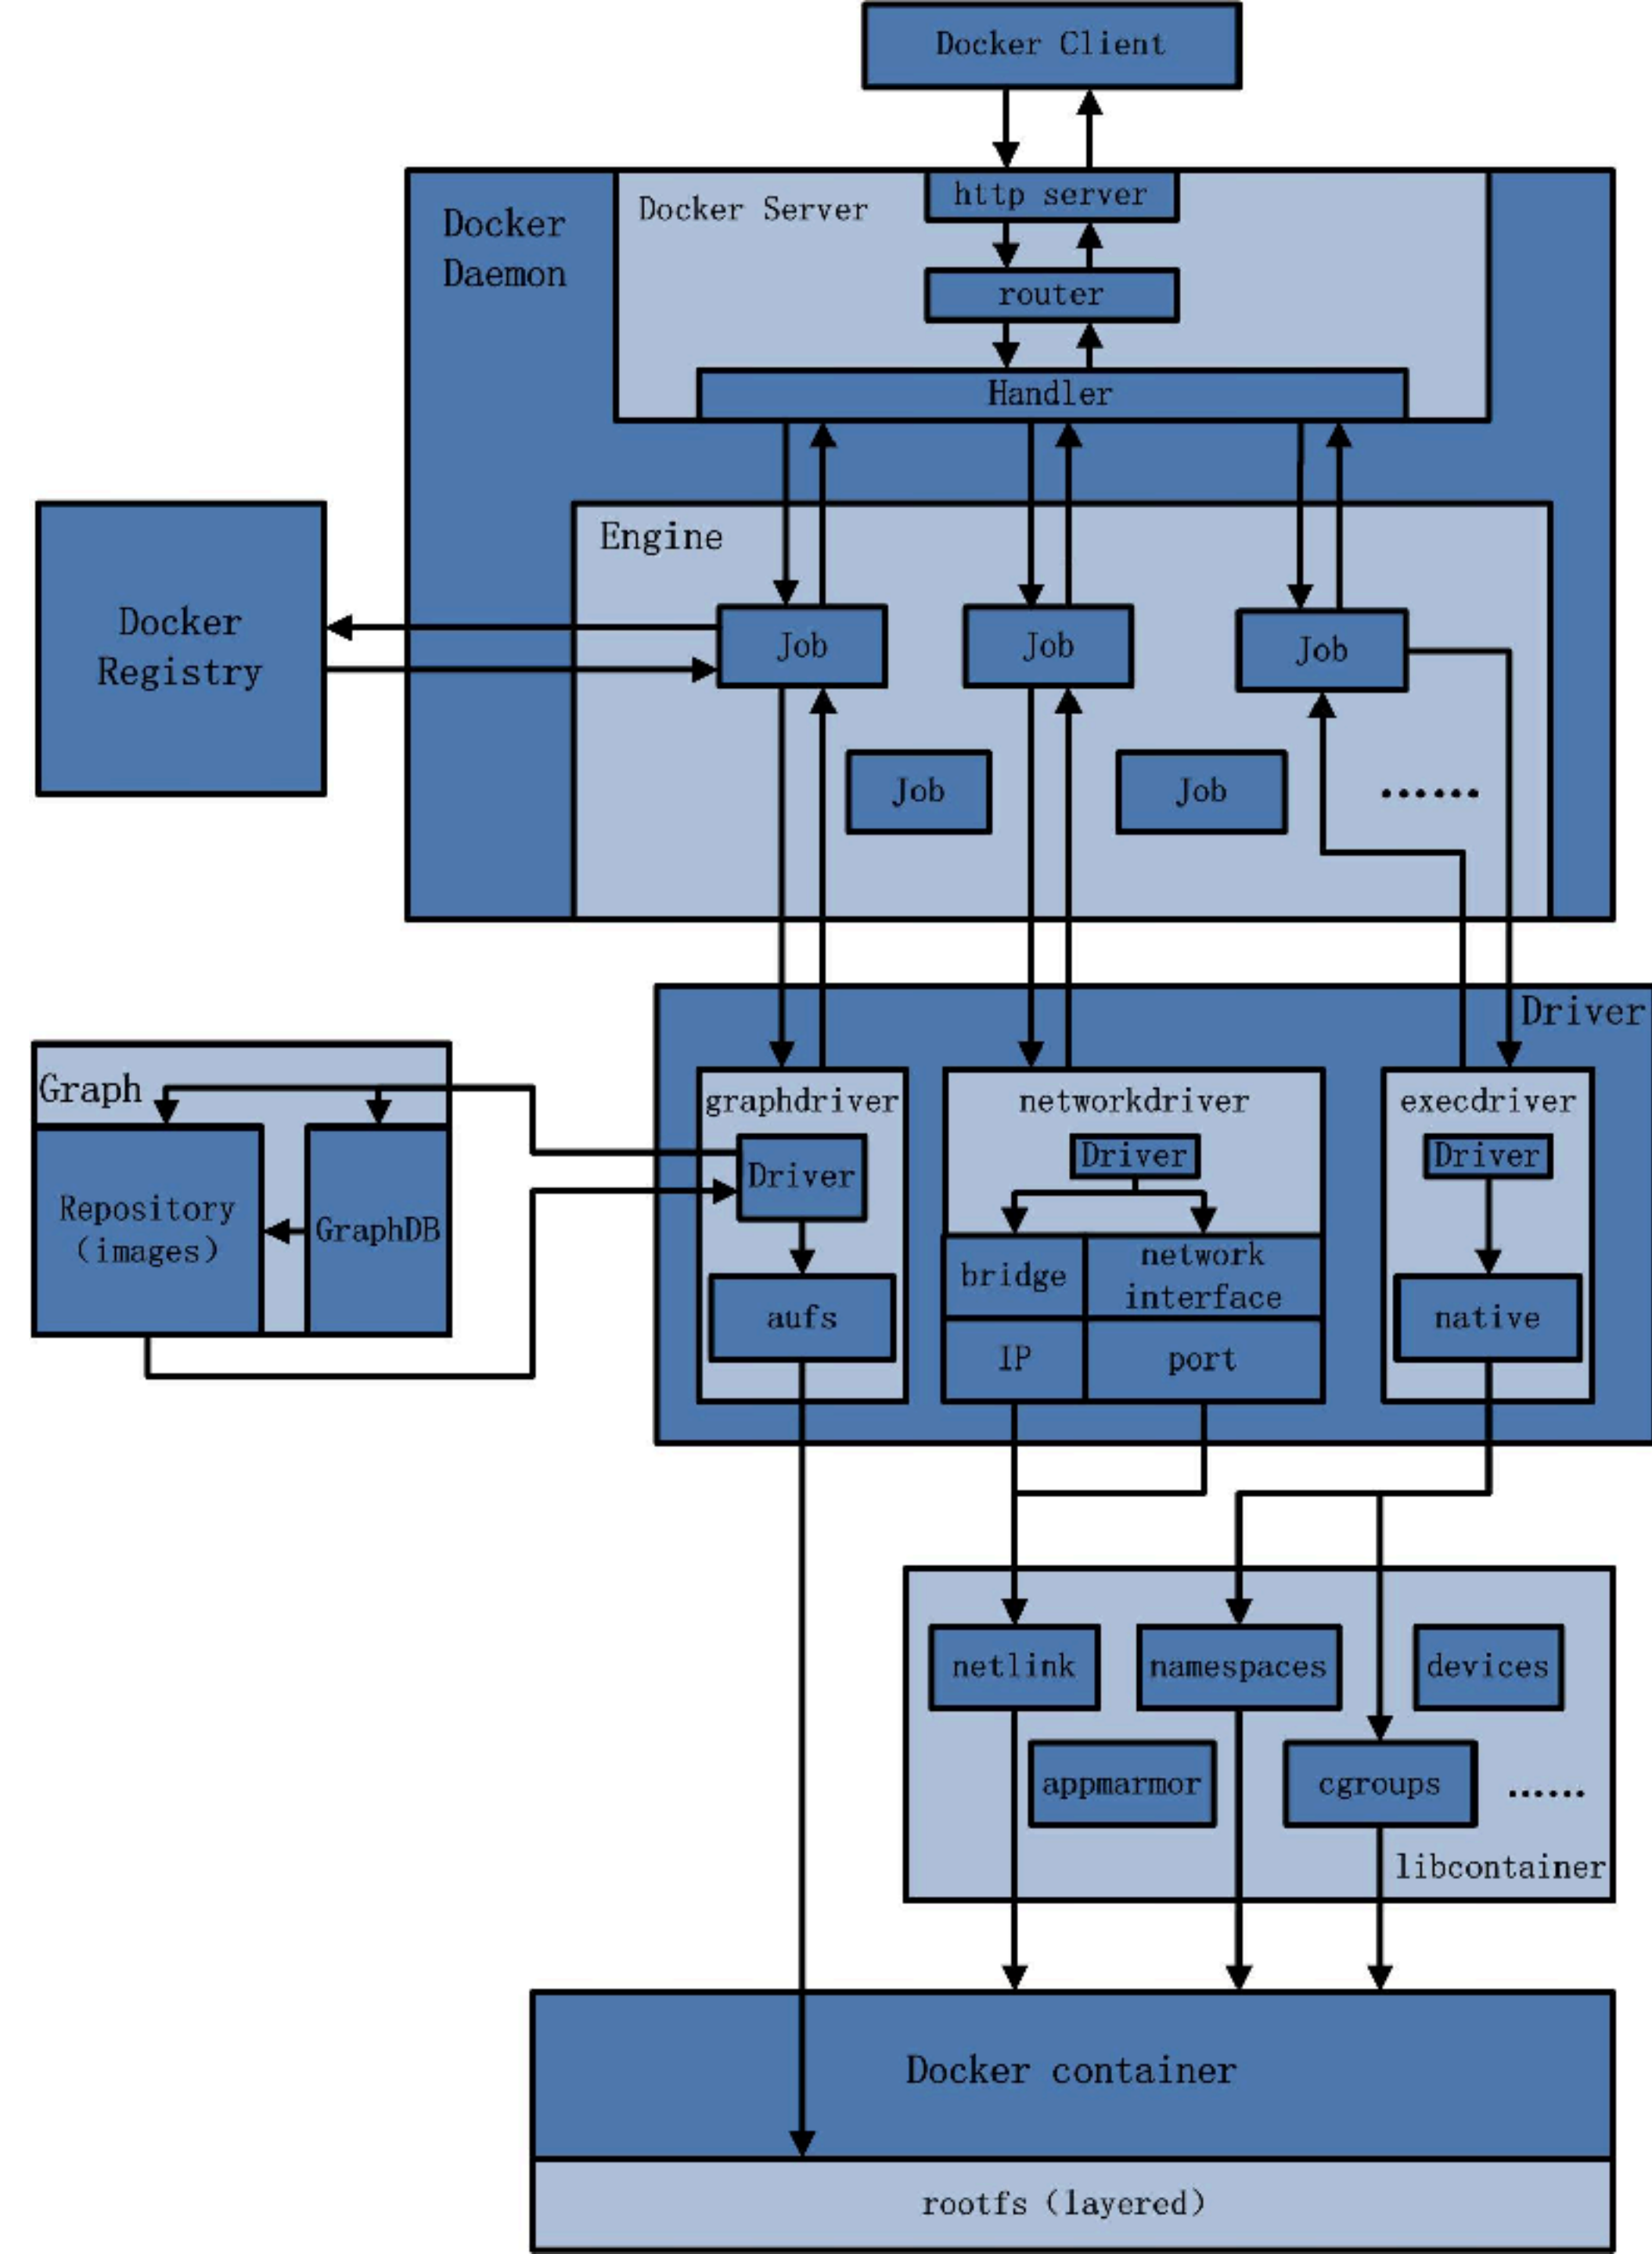 Docker Client
http server
Docker Server
Docker
Daemon
router
Handler
Engine
Docker
Registry
Job
Job
Job
Job
Job
......
Driver
Graph
graphdriver
networkdriver
execdriver
Driver
Driver
Driver
Repository
(images)
GraphDB
bridge
network
interface
aufs
native
IP
port
netlink
namespaces
devices
appmarmor
cgroups
......
libcontainer
Docker container
rootfs (layered)